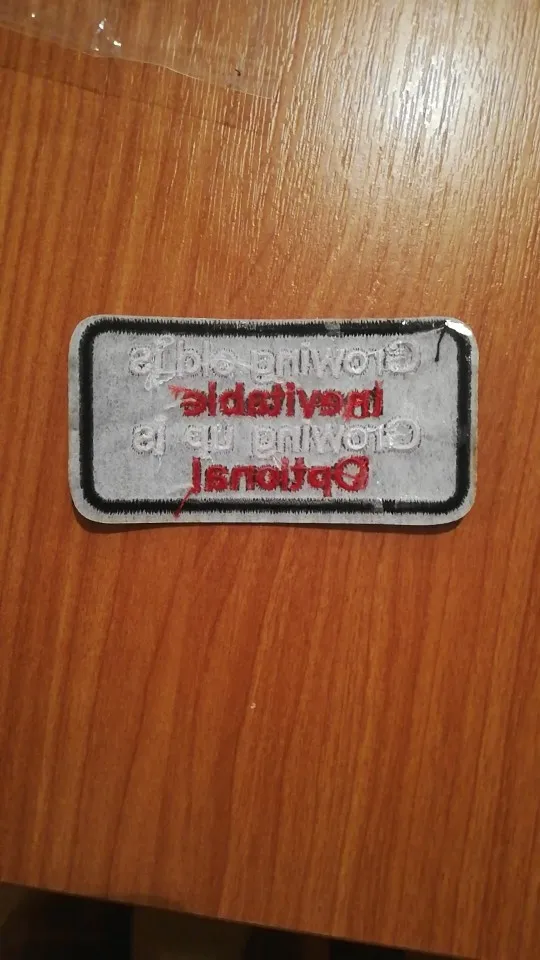 Growing old is
Inevitable
Growing up is
Optional